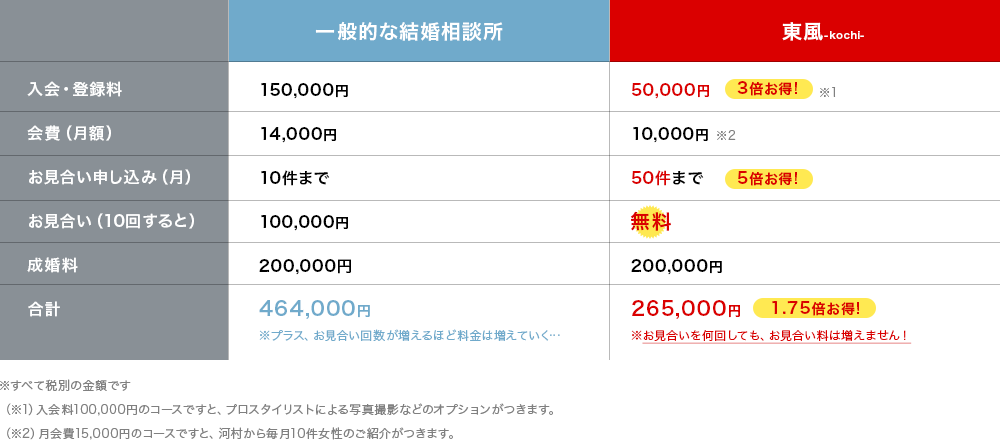 一般的な結婚相談所 東風-kochi-
入会・登録料 150,000円 50,000円 3倍お得! ※1
会費（月額） 14,000円 10,000円 ※2
お見合い申し込み（月） 10件まで 50件まで 5倍お得!
お見合い（10回すると） 100,000円 無料
成婚料 200,000円 200,000円
合計 464,000円 265,000円 1.75倍お得!
※プラス、お見合い回数が増えるほど料金は増えていく… ※お見合いを何回しても、お見合い料は増えません！
※すべて税別の金額です
（※1）入会料100,000円のコースですと、プロスタイリストによる写真撮影などのオプションがつきます。
（※2）月会費15,000円のコースですと、河村から毎月10件女性のご紹介がつきます。